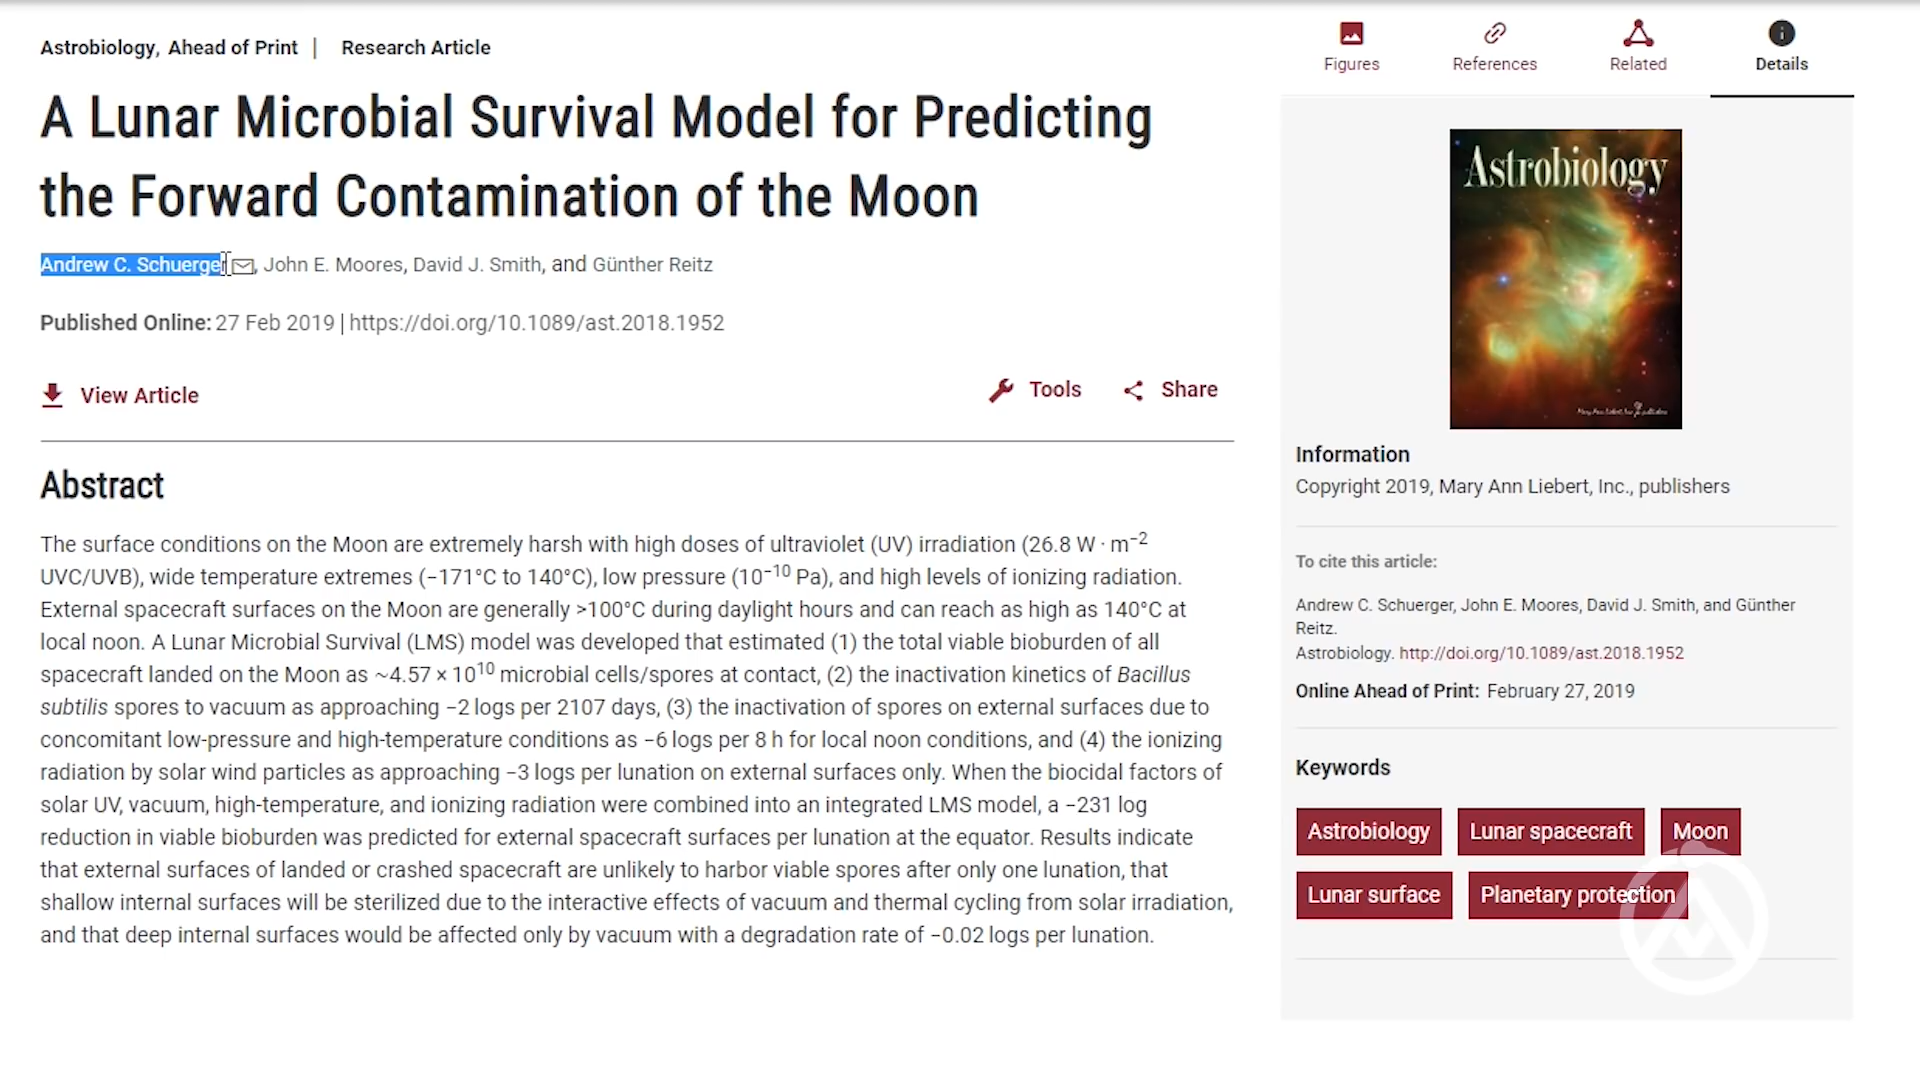 Astrobiology, Ahead of Print | Research Article
A Lunar Microbial Survival Model for Predicting
the Forward Contamination of the Moon
Andrew C. Schuerger, John E. Moores, David J. Smith, and Günther Reitz
Published Online: 27 Feb 2019 | https://doi.org/10.1089/ast.2018.1952
View Article
Tools
Share
Abstract
The surface conditions on the Moon are extremely harsh with high doses of ultraviolet (UV) irradiation (26.8 W · m⁻²
UVC/UVB), wide temperature extremes (−171°C to 140°C), low pressure (10⁻¹⁰ Pa), and high levels of ionizing radiation.
External spacecraft surfaces on the Moon are generally >100°C during daylight hours and can reach as high as 140°C at
local noon. A Lunar Microbial Survival (LMS) model was developed that estimated (1) the total viable bioburden of all
spacecraft landed on the Moon as ~4.57 × 10¹⁰ microbial cells/spores at contact, (2) the inactivation kinetics of Bacillus
subtilis spores to vacuum as approaching −2 logs per 2107 days, (3) the inactivation of spores on external surfaces due to
concomitant low-pressure and high-temperature conditions as −6 logs per 8 h for local noon conditions, and (4) the ionizing
radiation by solar wind particles as approaching −3 logs per lunation on external surfaces only. When the biocidal factors of
solar UV, vacuum, high-temperature, and ionizing radiation were combined into an integrated LMS model, a −231 log
reduction in viable bioburden was predicted for external spacecraft surfaces per lunation at the equator. Results indicate
that external surfaces of landed or crashed spacecraft are unlikely to harbor viable spores after only one lunation, that
shallow internal surfaces will be sterilized due to the interactive effects of vacuum and thermal cycling from solar irradiation,
and that deep internal surfaces would be affected only by vacuum with a degradation rate of −0.02 logs per lunation.
Figures
References
Related
Details
Astrobiology
Mary Ann Liebert, Inc. publishers
Information
Copyright 2019, Mary Ann Liebert, Inc., publishers
To cite this article:
Andrew C. Schuerger, John E. Moores, David J. Smith, and Günther
Reitz.
Astrobiology. http://doi.org/10.1089/ast.2018.1952
Online Ahead of Print: February 27, 2019
Keywords
Astrobiology
Lunar spacecraft
Moon
Lunar surface
Planetary protection